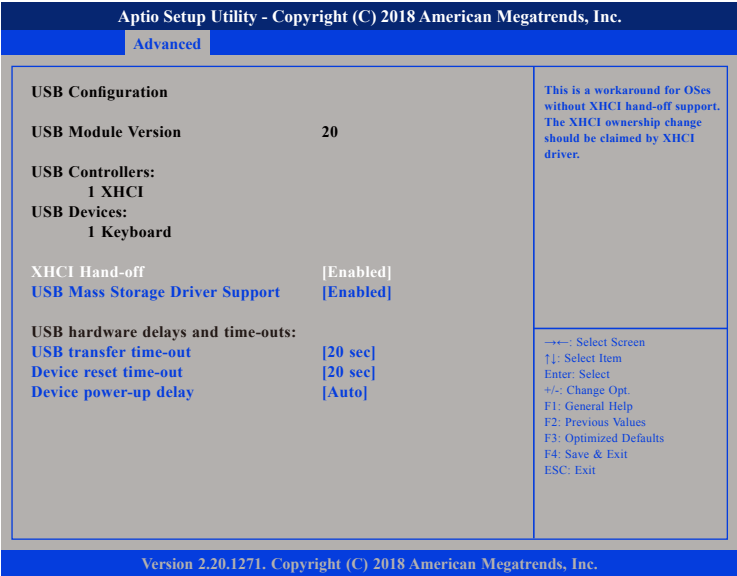 Aptio Setup Utility - Copyright (C) 2018 American Megatrends, Inc.
Advanced
USB Configuration
USB Module Version 20
USB Controllers:
1 XHCI
USB Devices:
1 Keyboard
XHCI Hand-off [Enabled]
USB Mass Storage Driver Support [Enabled]
USB hardware delays and time-outs:
USB transfer time-out [20 sec]
Device reset time-out [20 sec]
Device power-up delay [Auto]
This is a workaround for OSes
without XHCI hand-off support.
The XHCI ownership change
should be claimed by XHCI
driver.
→←: Select Screen
↑↓: Select Item
Enter: Select
+/-: Change Opt.
F1: General Help
F2: Previous Values
F3: Optimized Defaults
F4: Save & Exit
ESC: Exit
Version 2.20.1271. Copyright (C) 2018 American Megatrends, Inc.